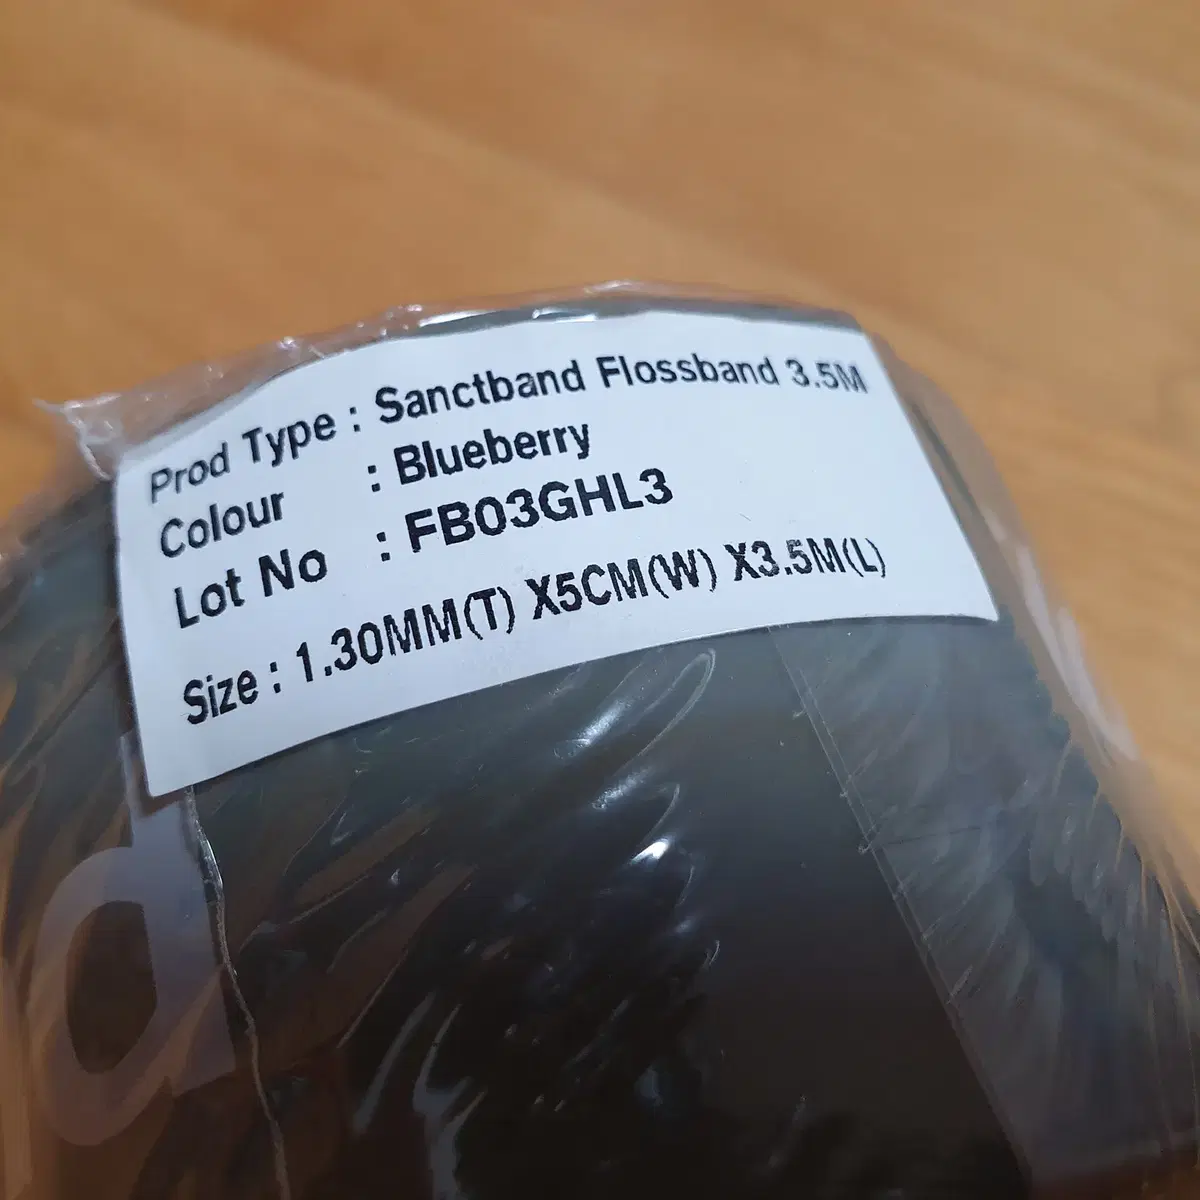 Prod Type : Sanctband Flossband 3.5M
Colour : Blueberry
Lot No : FB03GHL3
Size : 1.30MM(T) X5CM(W) X3.5M(L)
d